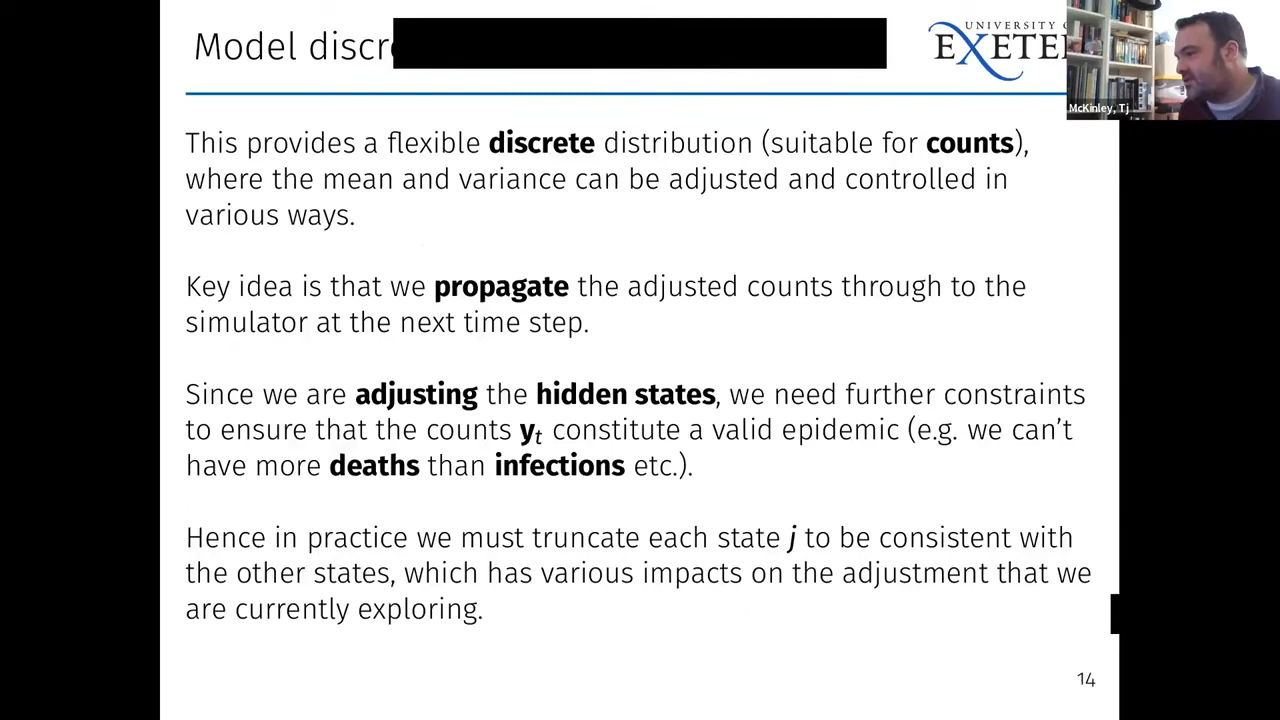 Model discre
UNIVERSITY O
EXETE
McKinley, Tj
This provides a flexible discrete distribution (suitable for counts),
where the mean and variance can be adjusted and controlled in
various ways.
Key idea is that we propagate the adjusted counts through to the
simulator at the next time step.
Since we are adjusting the hidden states, we need further constraints
to ensure that the counts yt constitute a valid epidemic (e.g. we can't
have more deaths than infections etc.).
Hence in practice we must truncate each state j to be consistent with
the other states, which has various impacts on the adjustment that we
are currently exploring.
14